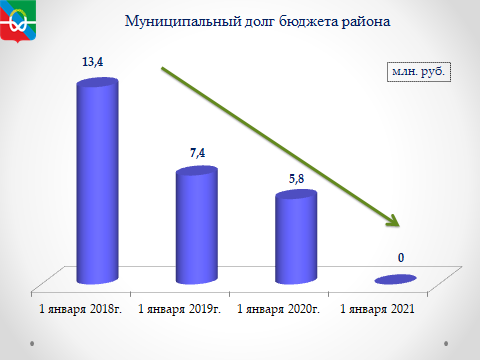 Муниципальный долг бюджета района
млн. руб.
13,4
7,4
5,8
0
1 января 2018г.
1 января 2019г.
1 января 2020г.
1 января 2021